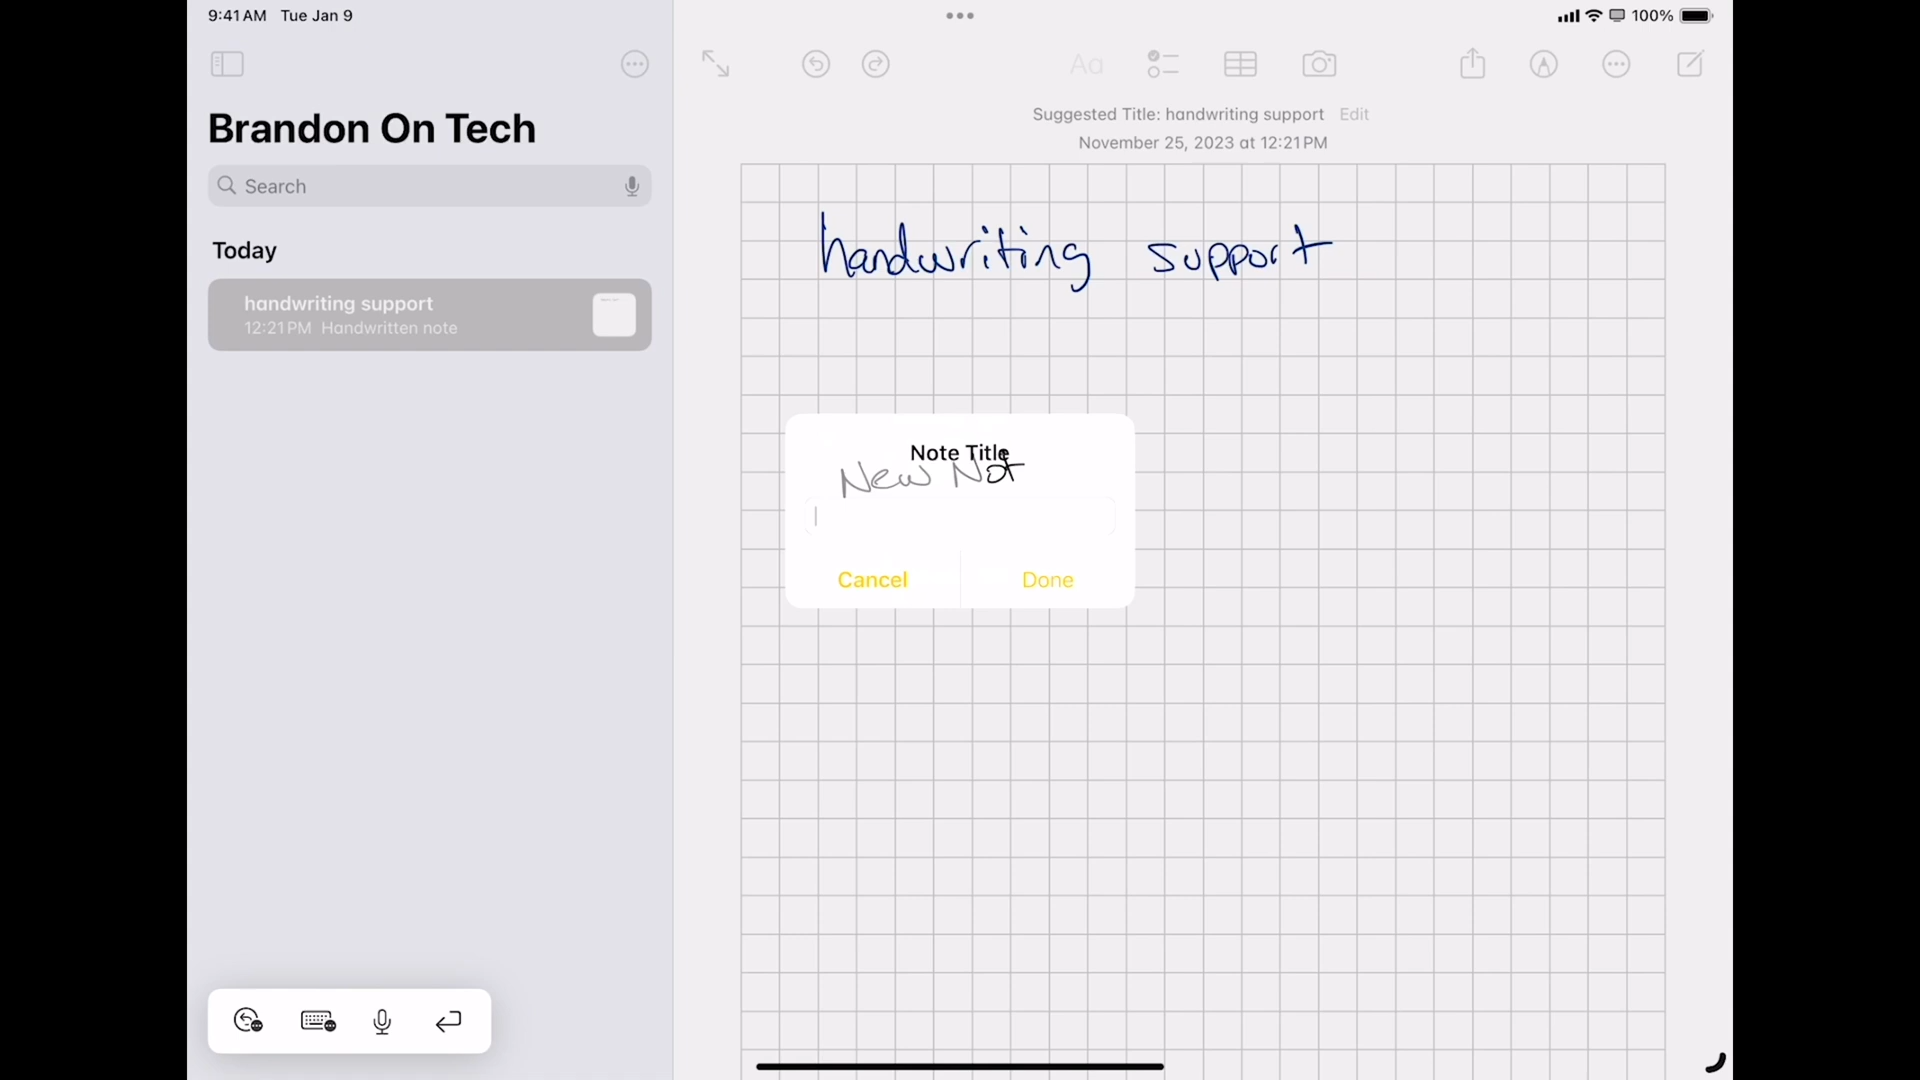 9:41 AM Tue Jan 9
100%
Brandon On Tech
Search
Today
handwriting support
12:21 PM Handwritten note
Aa
Suggested Title: handwriting support Edit
November 25, 2023 at 12:21 PM
handwriting support
Note Title
New Not
Cancel
Done